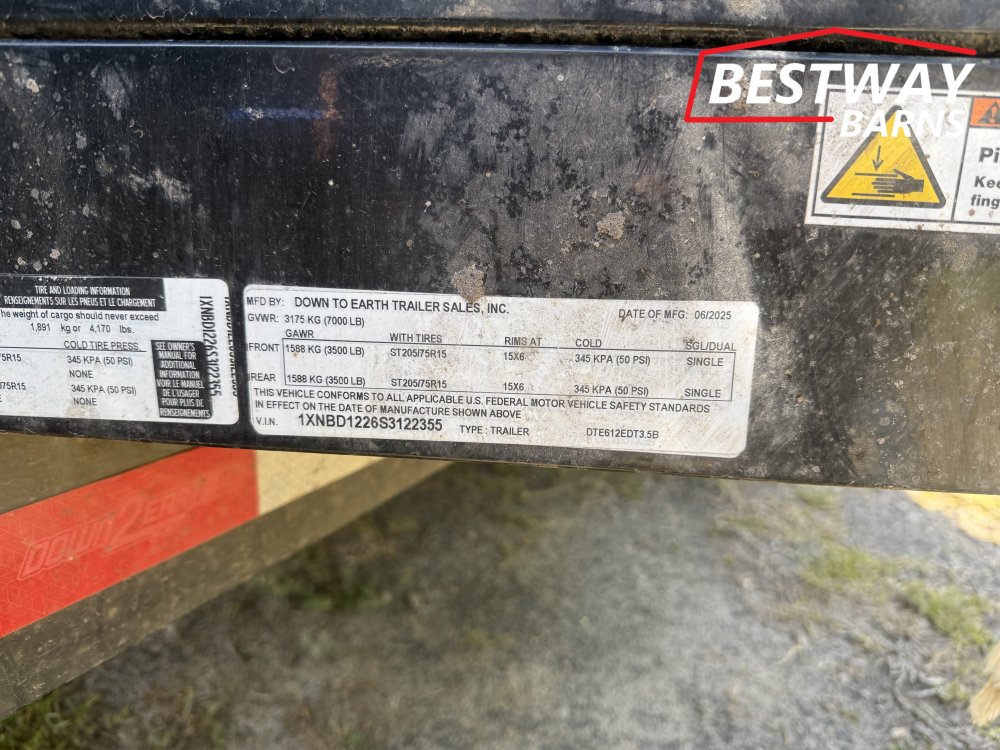 BESTWAY
BARNS
Pi
Kee
fing
TIRE AND LOADING INFORMATION
RENSEIGNEMENTS SUR LES PNEUS ET LE CHARGEMENT
he weight of cargo should never exceed
1,891 kg or 4,170 lbs.
COLD TIRE PRESS.
75R15 345 KPA (50 PSI)
NONE
75R15 345 KPA (50 PSI)
NONE
SEE OWNER'S
MANUAL FOR
ADDITIONAL
INFORMATION
VOIR LE MANUEL
DE L'USAGER
POUR PLUS DE
RENSEIGNEMENTS
1XNBD1226S3122355
MFD BY: DOWN TO EARTH TRAILER SALES, INC. DATE OF MFG: 06/2025
GVWR: 3175 KG (7000 LB)
GAWR WITH TIRES RIMS AT COLD SGL/DUAL
FRONT 1588 KG (3500 LB) ST205/75R15 15X6 345 KPA (50 PSI) SINGLE
REAR 1588 KG (3500 LB) ST205/75R15 15X6 345 KPA (50 PSI) SINGLE
THIS VEHICLE CONFORMS TO ALL APPLICABLE U.S. FEDERAL MOTOR VEHICLE SAFETY STANDARDS
IN EFFECT ON THE DATE OF MANUFACTURE SHOWN ABOVE
V.I.N. 1XNBD1226S3122355 TYPE : TRAILER DTE612EDT3.5B
DOWN2EARTH